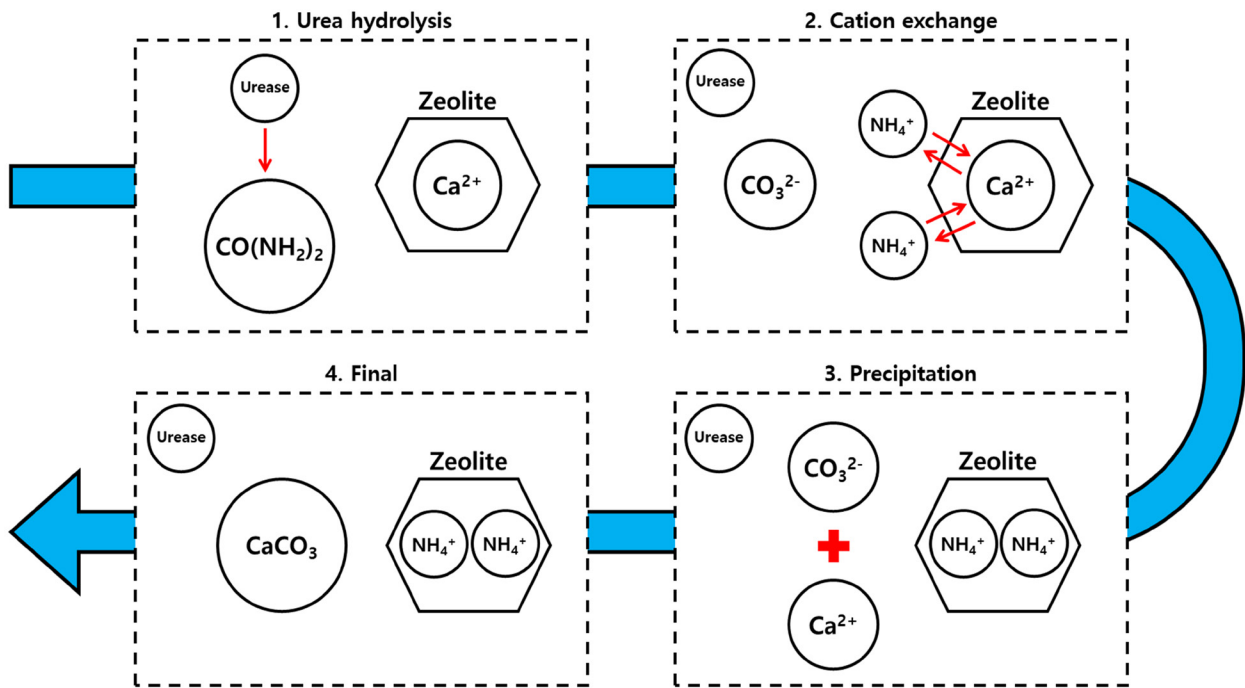 1. Urea hydrolysis
Urease
Zeolite
Ca²⁺
CO(NH₂)₂
2. Cation exchange
Urease
Zeolite
NH₄⁺
CO₃²⁻
Ca²⁺
NH₄⁺
4. Final
Urease
Zeolite
CaCO₃
NH₄⁺ NH₄⁺
3. Precipitation
Urease
CO₃²⁻
Zeolite
NH₄⁺ NH₄⁺
Ca²⁺